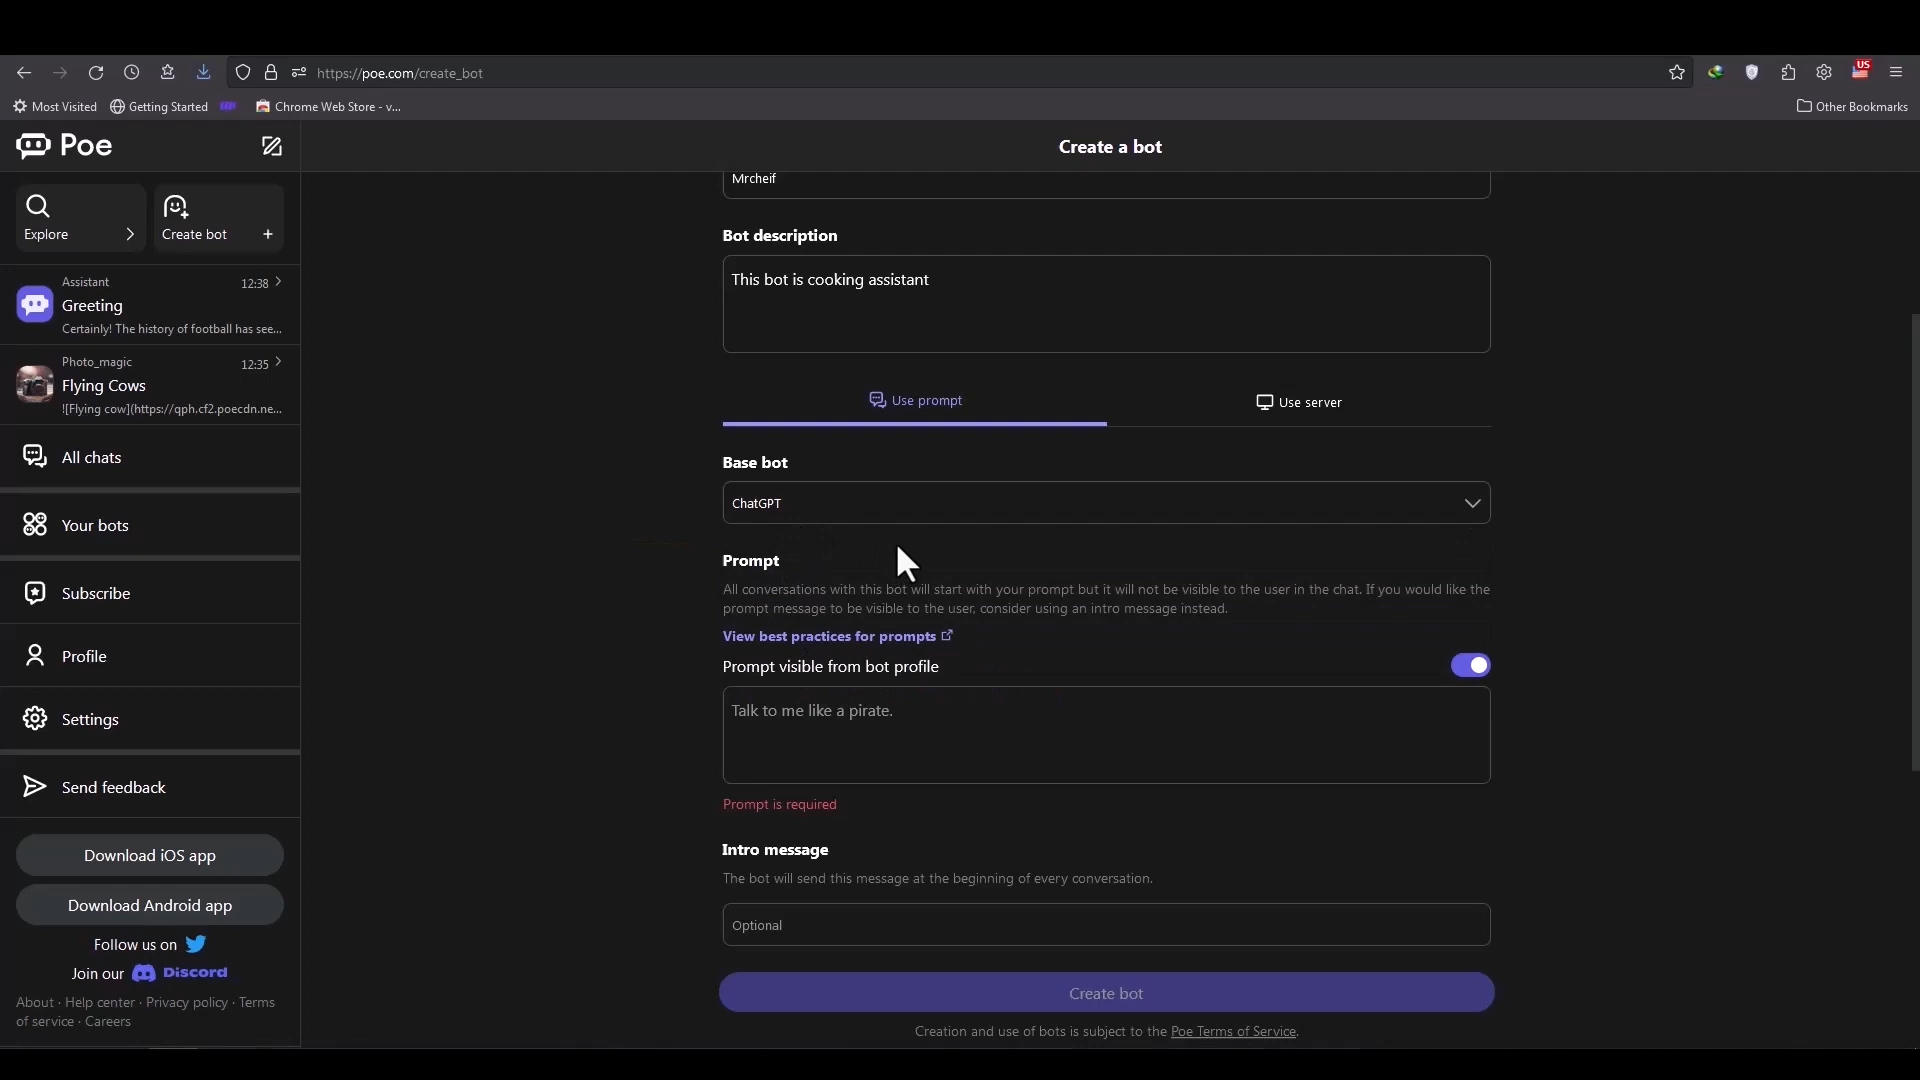 https://poe.com/create_bot
US
Most Visited
Getting Started
Chrome Web Store - v...
Other Bookmarks
Poe
Create a bot
Explore
Create bot
Mrcheif
Bot description
This bot is cooking assistant
Assistant
12:38
Greeting
Certainly! The history of football has see...
Photo_magic
12:35
Flying Cows
![Flying cow](https://qph.cf2.poecdn.ne...
All chats
Your bots
Subscribe
Profile
Settings
Send feedback
Download iOS app
Download Android app
Follow us on
Join our Discord
About · Help center · Privacy policy · Terms
of service · Careers
Use prompt
Use server
Base bot
ChatGPT
Prompt
All conversations with this bot will start with your prompt but it will not be visible to the user in the chat. If you would like the
prompt message to be visible to the user, consider using an intro message instead.
View best practices for prompts
Prompt visible from bot profile
Talk to me like a pirate.
Prompt is required
Intro message
The bot will send this message at the beginning of every conversation.
Optional
Create bot
Creation and use of bots is subject to the Poe Terms of Service.